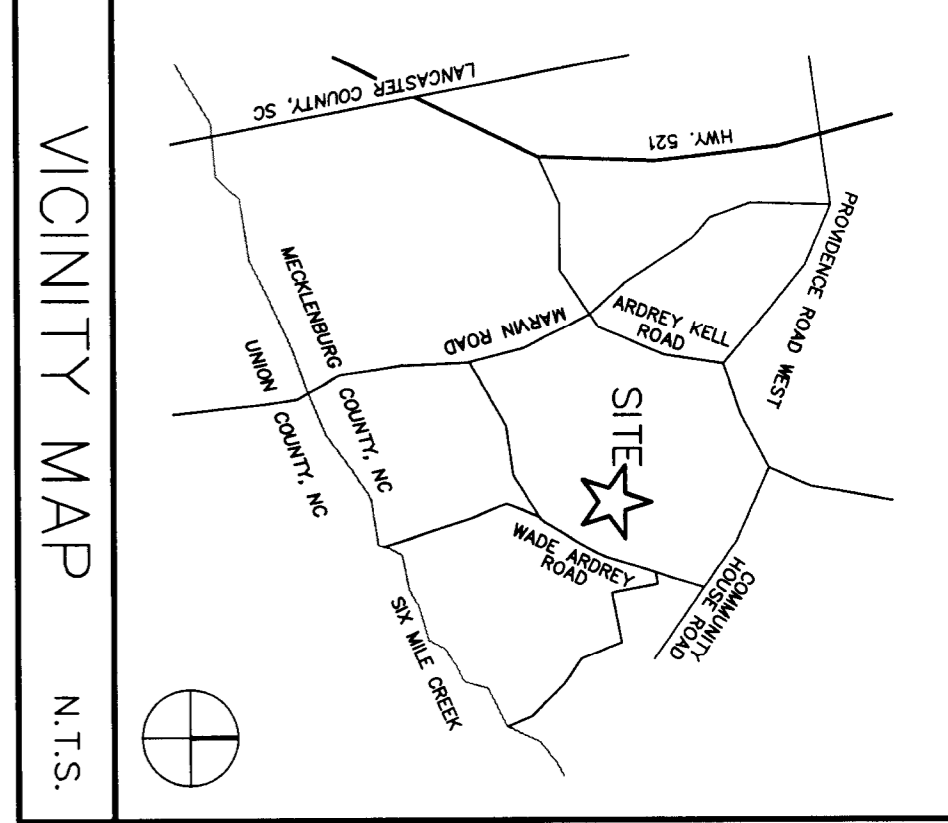 LANCASTER COUNTY, SC
HWY. 521
PROVIDENCE ROAD WEST
ARDREY KELL
ROAD
MARVIN ROAD
MECKLENBURG
COUNTY, NC
UNION
COUNTY, NC
SITE
WADE ARDREY
ROAD
COMMUNITY
HOUSE ROAD
SIX MILE CREEK
VICINITY MAP
N.T.S.